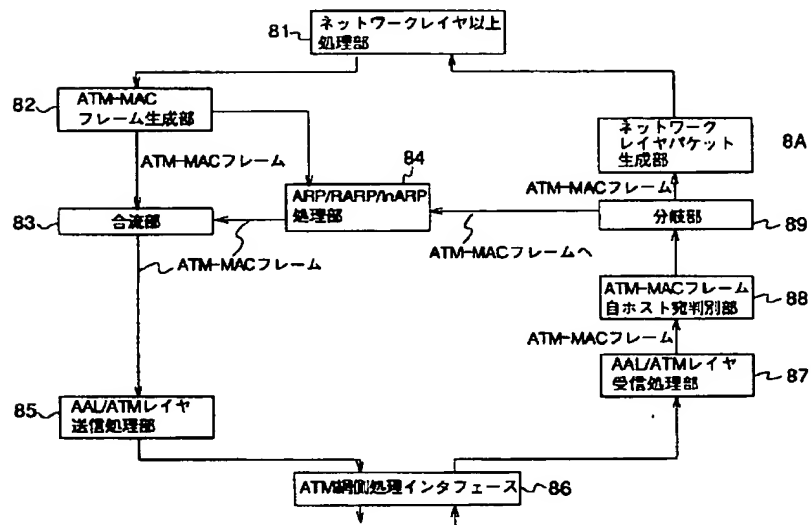 81
ネットワークレイヤ以上
処理部
82
ATM-MAC
フレーム生成部
ATM-MACフレーム
84
ARP/RARP/InARP
処理部
ネットワーク
レイヤパケット
生成部
8A
ATM-MACフレーム
83
合流部
分岐部
89
ATM-MACフレーム
ATM-MACフレームへ
ATM-MACフレーム
自ホスト宛判別部
88
ATM-MACフレーム
85
AAL/ATMレイヤ
送信処理部
AAL/ATMレイヤ
受信処理部
87
ATM網側処理インタフェース
86